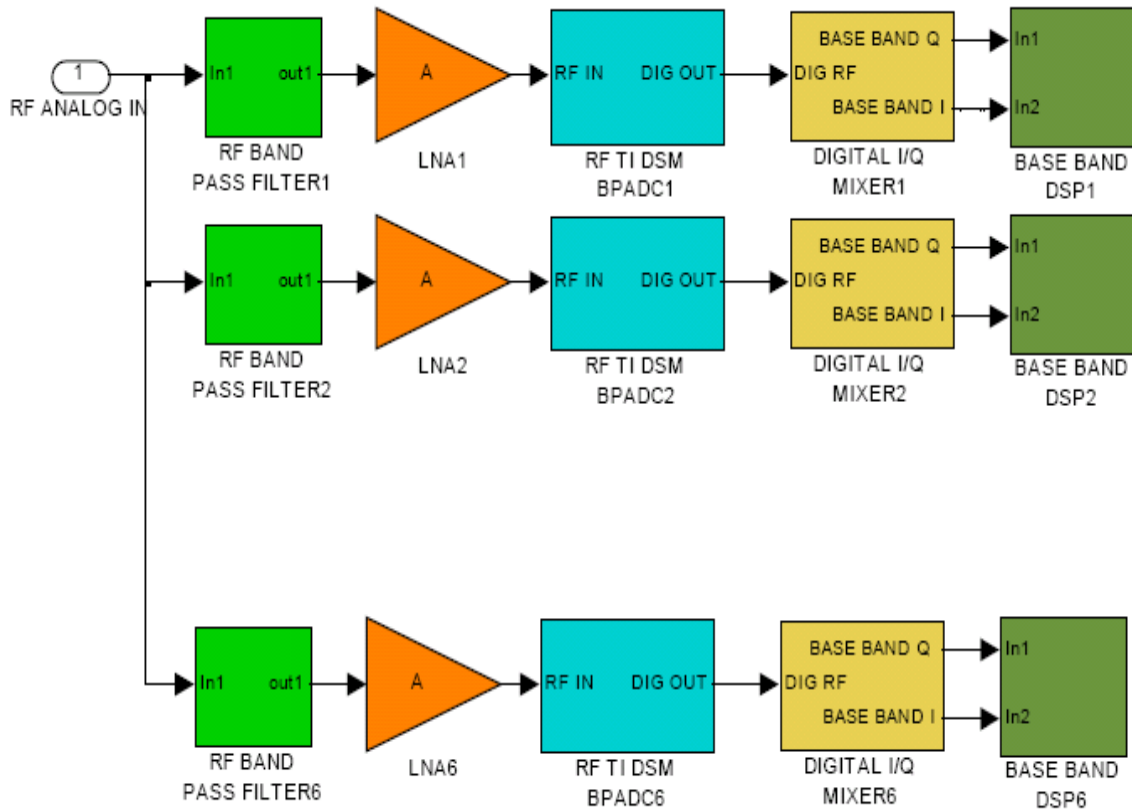 1
RF ANALOG IN
In1
out1
RF BAND
PASS FILTER1
A
LNA1
RF IN
DIG OUT
RF TI DSM
BPADC1
BASE BAND Q
DIG RF
BASE BAND I
DIGITAL I/Q
MIXER1
In1
In2
BASE BAND
DSP1
In1
out1
RF BAND
PASS FILTER2
A
LNA2
RF IN
DIG OUT
RF TI DSM
BPADC2
BASE BAND Q
DIG RF
BASE BAND I
DIGITAL I/Q
MIXER2
In1
In2
BASE BAND
DSP2
In1
out1
RF BAND
PASS FILTER6
A
LNA6
RF IN
DIG OUT
RF TI DSM
BPADC6
BASE BAND Q
DIG RF
BASE BAND I
DIGITAL I/Q
MIXER6
In1
In2
BASE BAND
DSP6